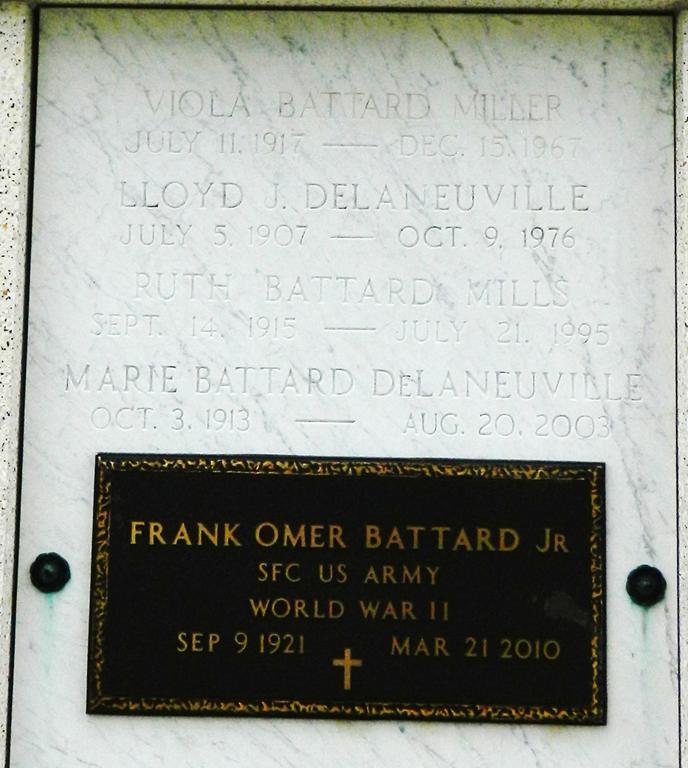 VIOLA BATTARD MILLER
JULY 11, 1917 — DEC. 15, 1967
LLOYD J. DELANEUVILLE
JULY 5, 1907 — OCT. 9, 1976
RUTH BATTARD MILLS
SEPT. 14, 1915 — JULY 21, 1995
MARIE BATTARD DeLANEUVILLE
OCT. 3, 1913 — AUG. 20, 2003
FRANK OMER BATTARD JR
SFC US ARMY
WORLD WAR II
SEP 9 1921 MAR 21 2010